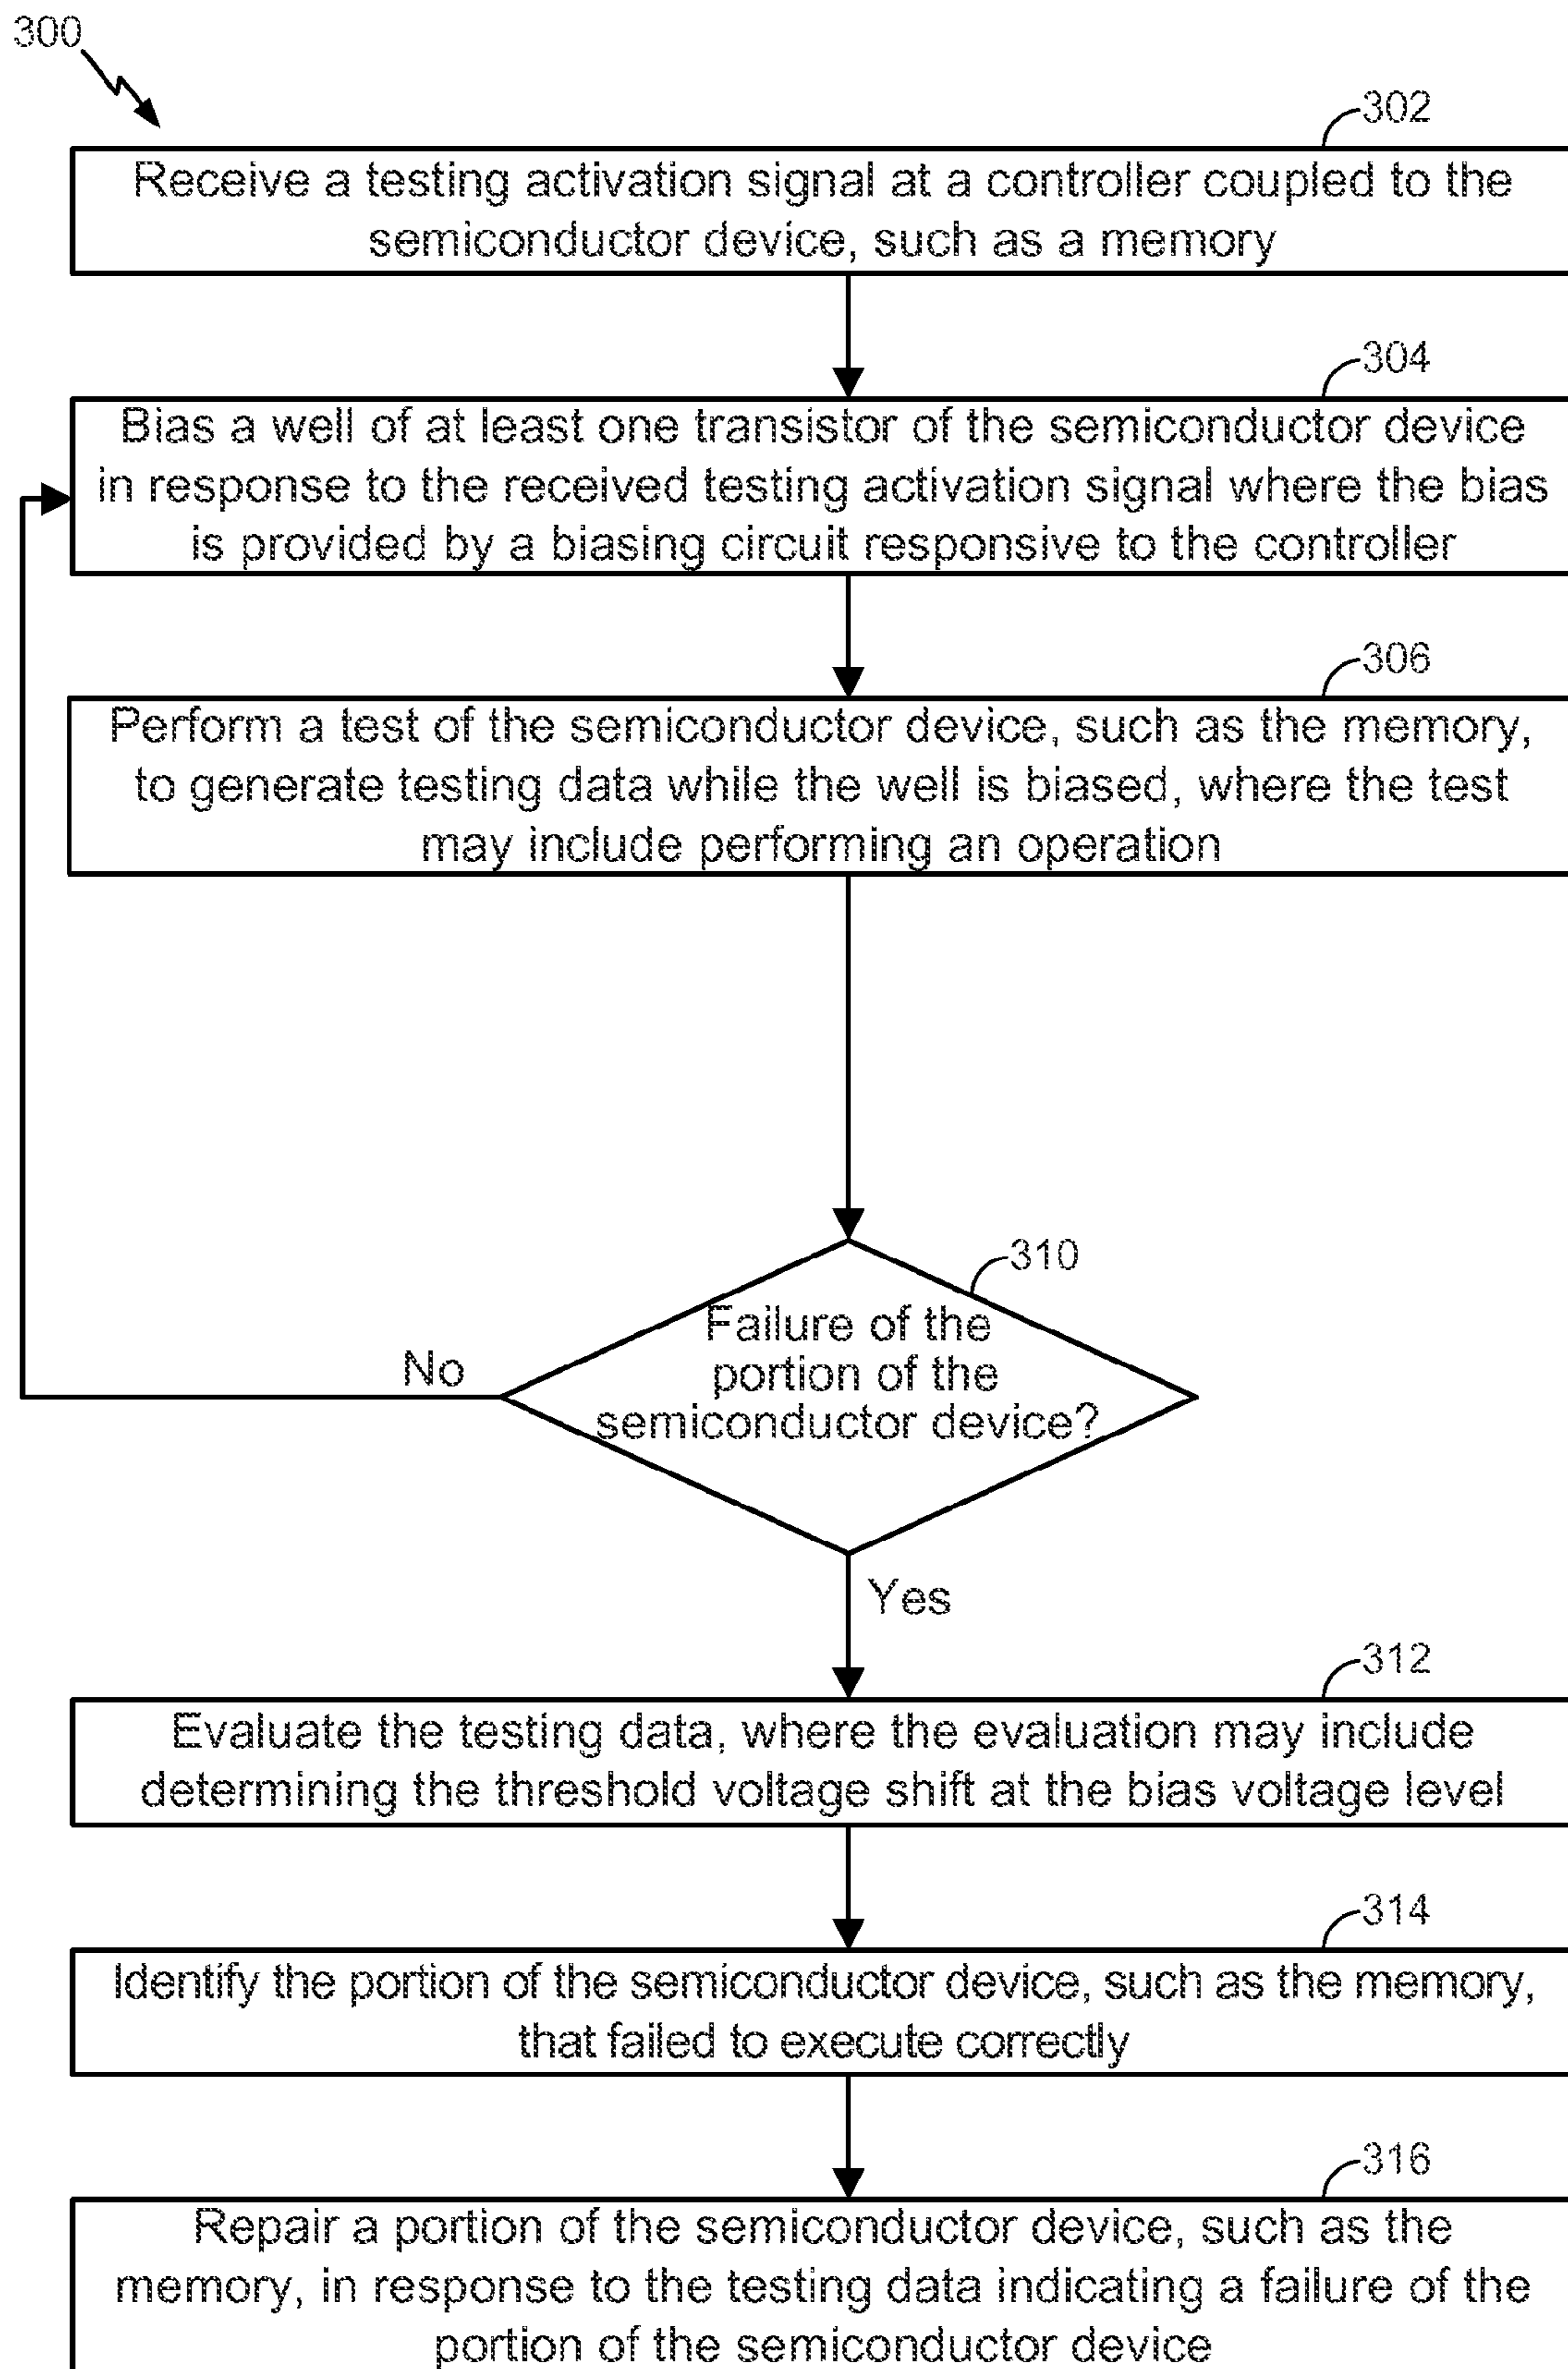 300
302
Receive a testing activation signal at a controller coupled to the
semiconductor device, such as a memory
304
Bias a well of at least one transistor of the semiconductor device
in response to the received testing activation signal where the bias
is provided by a biasing circuit responsive to the controller
306
Perform a test of the semiconductor device, such as the memory,
to generate testing data while the well is biased, where the test
may include performing an operation
310
Failure of the
portion of the
semiconductor device?
No
Yes
312
Evaluate the testing data, where the evaluation may include
determining the threshold voltage shift at the bias voltage level
314
Identify the portion of the semiconductor device, such as the memory,
that failed to execute correctly
316
Repair a portion of the semiconductor device, such as the
memory, in response to the testing data indicating a failure of the
portion of the semiconductor device